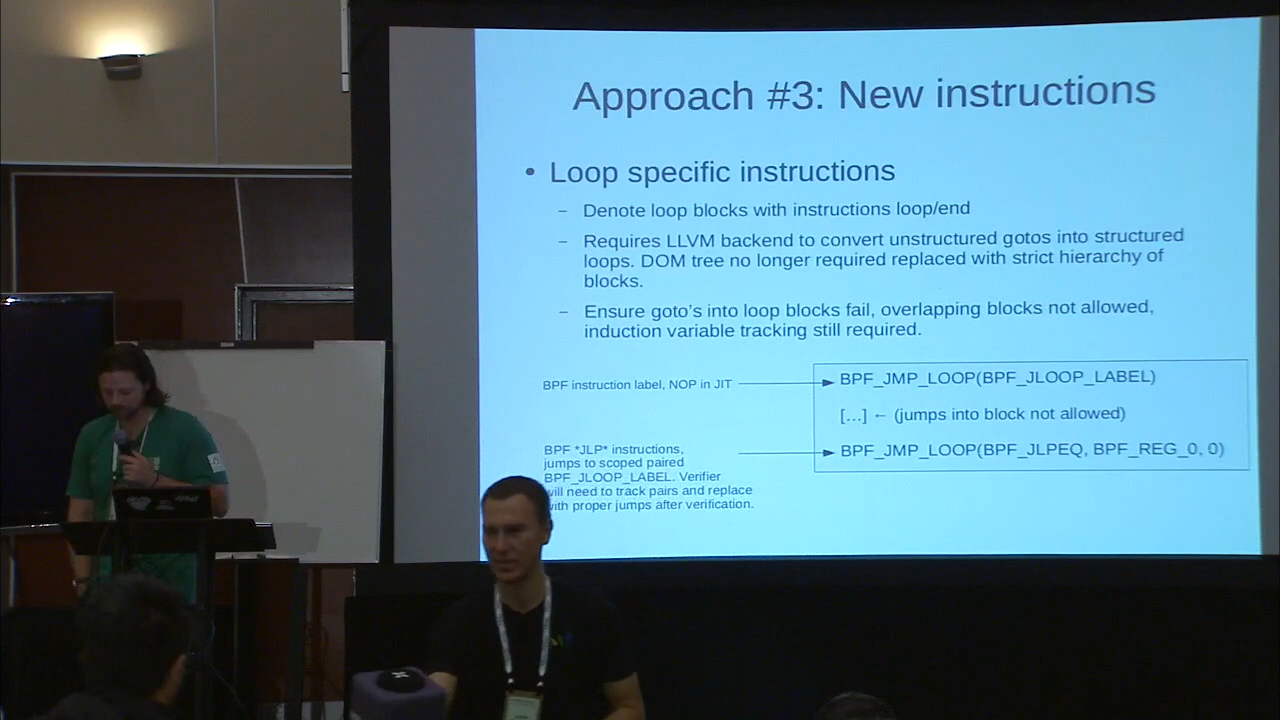 Approach #3: New instructions
• Loop specific instructions
– Denote loop blocks with instructions loop/end
– Requires LLVM backend to convert unstructured gotos into structured
loops. DOM tree no longer required replaced with strict hierarchy of
blocks.
– Ensure goto's into loop blocks fail, overlapping blocks not allowed,
induction variable tracking still required.
BPF instruction label, NOP in JIT
BPF_JMP_LOOP(BPF_JLOOP_LABEL)
[...] ← (jumps into block not allowed)
BPF *JLP* instructions,
jumps to scoped paired
BPF_JLOOP_LABEL. Verifier
will need to track pairs and replace
with proper jumps after verification.
BPF_JMP_LOOP(BPF_JLPEQ, BPF_REG_0, 0)